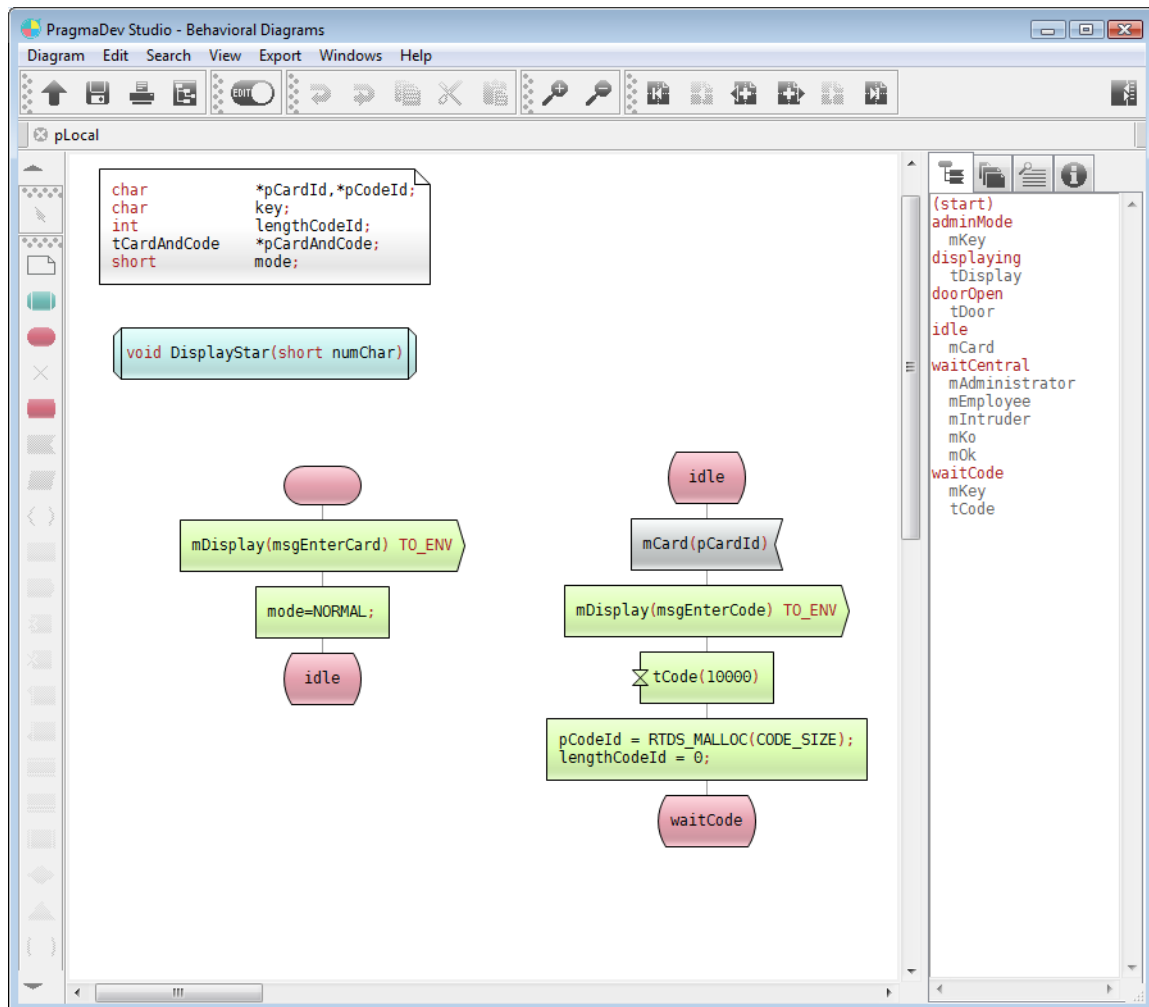 PragmaDev Studio - Behavioral Diagrams
Diagram Edit Search View Export Windows Help
EDIT
pLocal
char *pCardId,*pCodeId;
char key;
int lengthCodeId;
tCardAndCode *pCardAndCode;
short mode;
void DisplayStar(short numChar)
mDisplay(msgEnterCard) TO_ENV
mode=NORMAL;
idle
idle
mCard(pCardId)
mDisplay(msgEnterCode) TO_ENV
tCode(10000)
pCodeId = RTDS_MALLOC(CODE_SIZE);
lengthCodeId = 0;
waitCode
(start)
adminMode
mKey
displaying
tDisplay
doorOpen
tDoor
idle
mCard
waitCentral
mAdministrator
mEmployee
mIntruder
mKo
mOk
waitCode
mKey
tCode